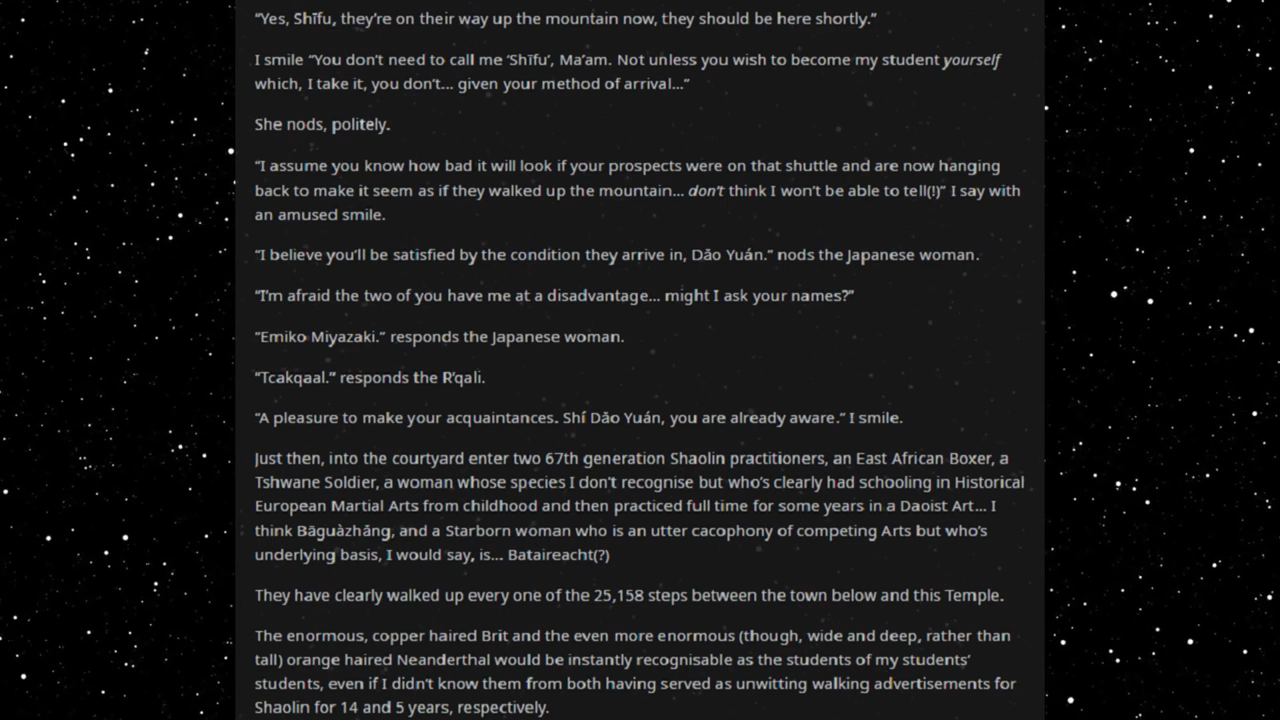 “Yes, Shīfu, they’re on their way up the mountain now, they should be here shortly.”
I smile “You don’t need to call me ‘Shīfu’, Ma’am. Not unless you wish to become my student yourself
which, I take it, you don’t... given your method of arrival...”
She nods, politely.
“I assume you know how bad it will look if your prospects were on that shuttle and are now hanging
back to make it seem as if they walked up the mountain... don’t think I won’t be able to tell(!)” I say with
an amused smile.
“I believe you’ll be satisfied by the condition they arrive in, Dǎo Yuán.” nods the Japanese woman.
“I’m afraid the two of you have me at a disadvantage... might I ask your names?”
“Emiko Miyazaki.” responds the Japanese woman.
“Tcakqaal.” responds the R’qali.
“A pleasure to make your acquaintances. Shí Dǎo Yuán, you are already aware.” I smile.
Just then, into the courtyard enter two 67th generation Shaolin practitioners, an East African Boxer, a
Tshwane Soldier, a woman whose species I don’t recognise but who’s clearly had schooling in Historical
European Martial Arts from childhood and then practiced full time for some years in a Daoist Art... I
think Bāguàzhǎng, and a Starborn woman who is an utter cacophony of competing Arts but who’s
underlying basis, I would say, is... Bataireacht(?)
They have clearly walked up every one of the 25,158 steps between the town below and this Temple.
The enormous, copper haired Brit and the even more enormous (though, wide and deep, rather than
tall) orange haired Neanderthal would be instantly recognisable as the students of my students’
students, even if I didn’t know them from both having served as unwitting walking advertisements for
Shaolin for 14 and 5 years, respectively.